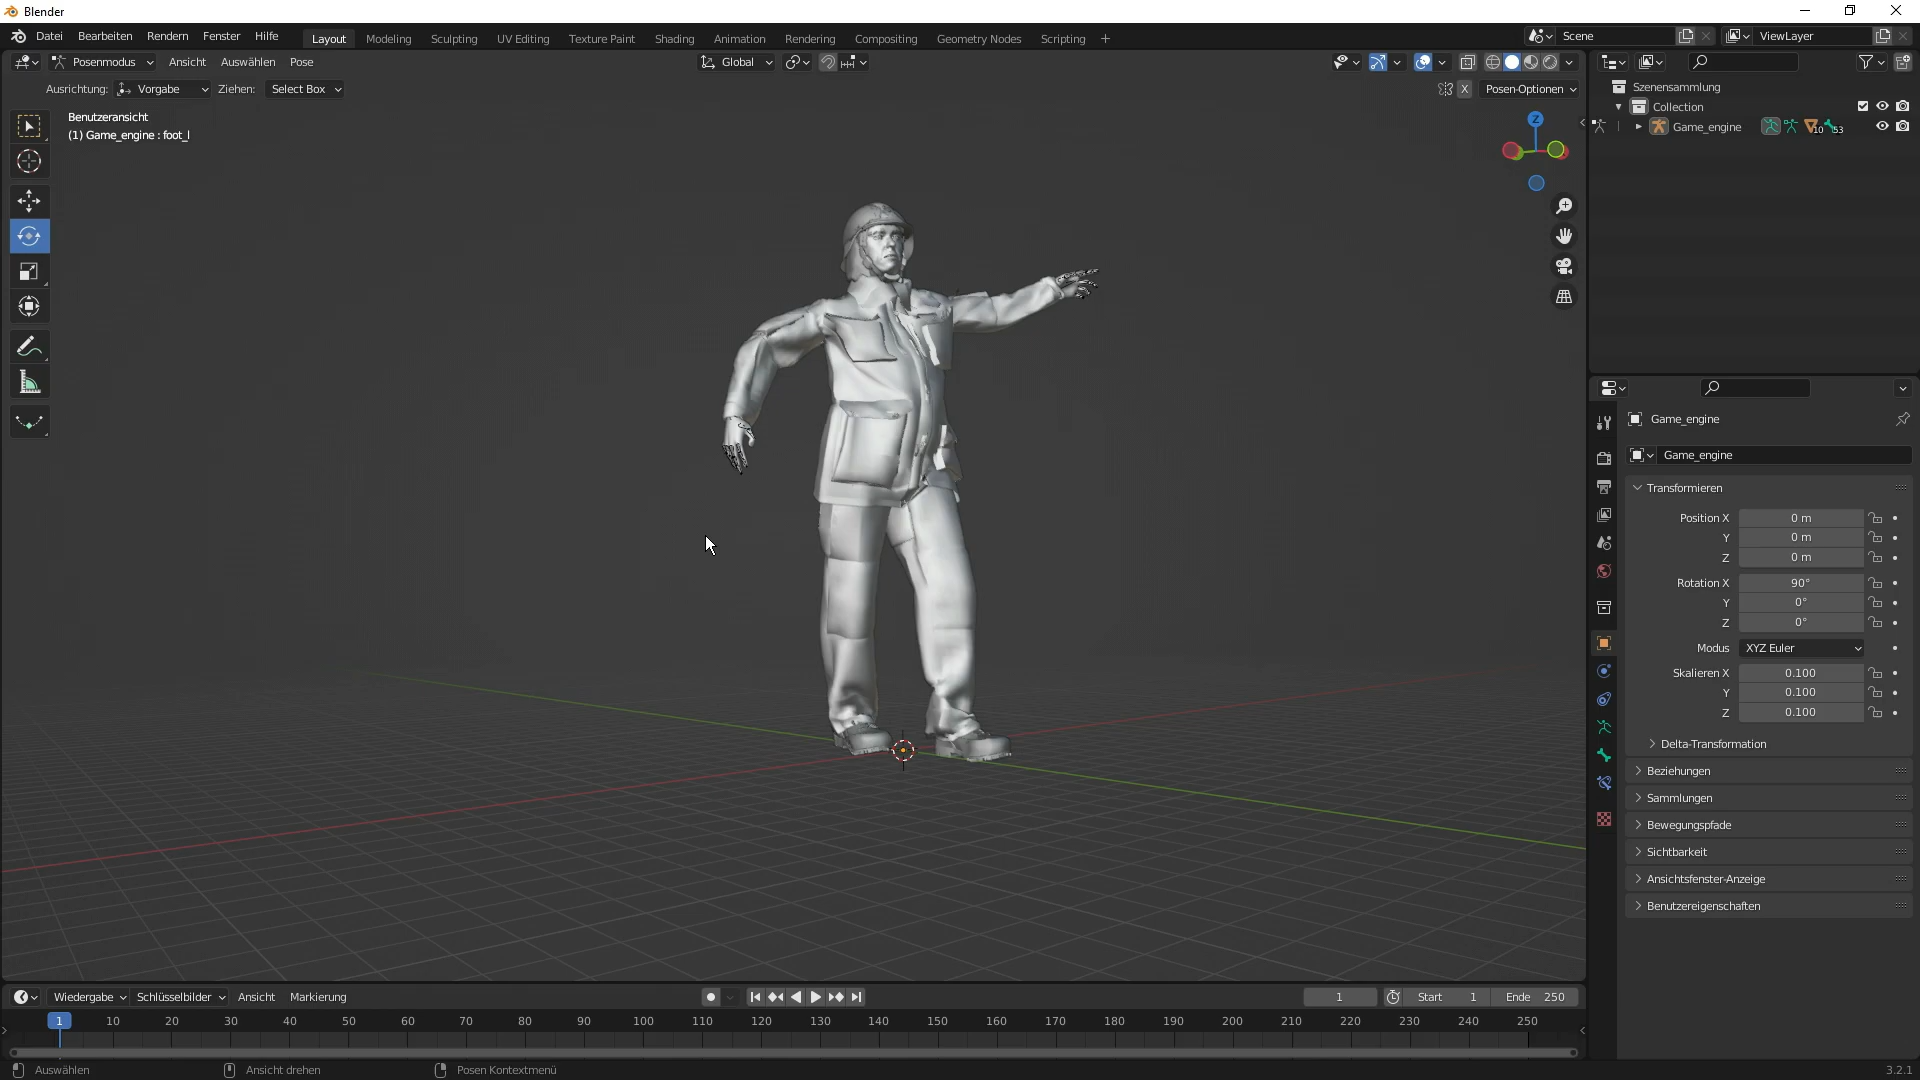 Blender
Datei Bearbeiten Rendern Fenster Hilfe Layout Modeling Sculpting UV Editing Texture Paint Shading Animation Rendering Compositing Geometry Nodes Scripting + Scene ViewLayer
Posenmodus Ansicht Auswählen Pose Global
Ausrichtung: Vorgabe Ziehen: Select Box X Posen-Optionen
Benutzeransicht
(1) Game_engine : foot_l
Z
Szenensammlung
Collection
Game_engine 10 53
Game_engine
Game_engine
Transformieren
Position X 0 m
Y 0 m
Z 0 m
Rotation X 90°
Y 0°
Z 0°
Modus XYZ Euler
Skalieren X 0.100
Y 0.100
Z 0.100
Delta-Transformation
Beziehungen
Sammlungen
Bewegungspfade
Sichtbarkeit
Ansichtsfenster-Anzeige
Benutzereigenschaften
Wiedergabe Schlüsselbilder Ansicht Markierung 1 Start 1 Ende 250
1 10 20 30 40 50 60 70 80 90 100 110 120 130 140 150 160 170 180 190 200 210 220 230 240 250
Auswählen Ansicht drehen Posen Kontextmenü 3.2.1